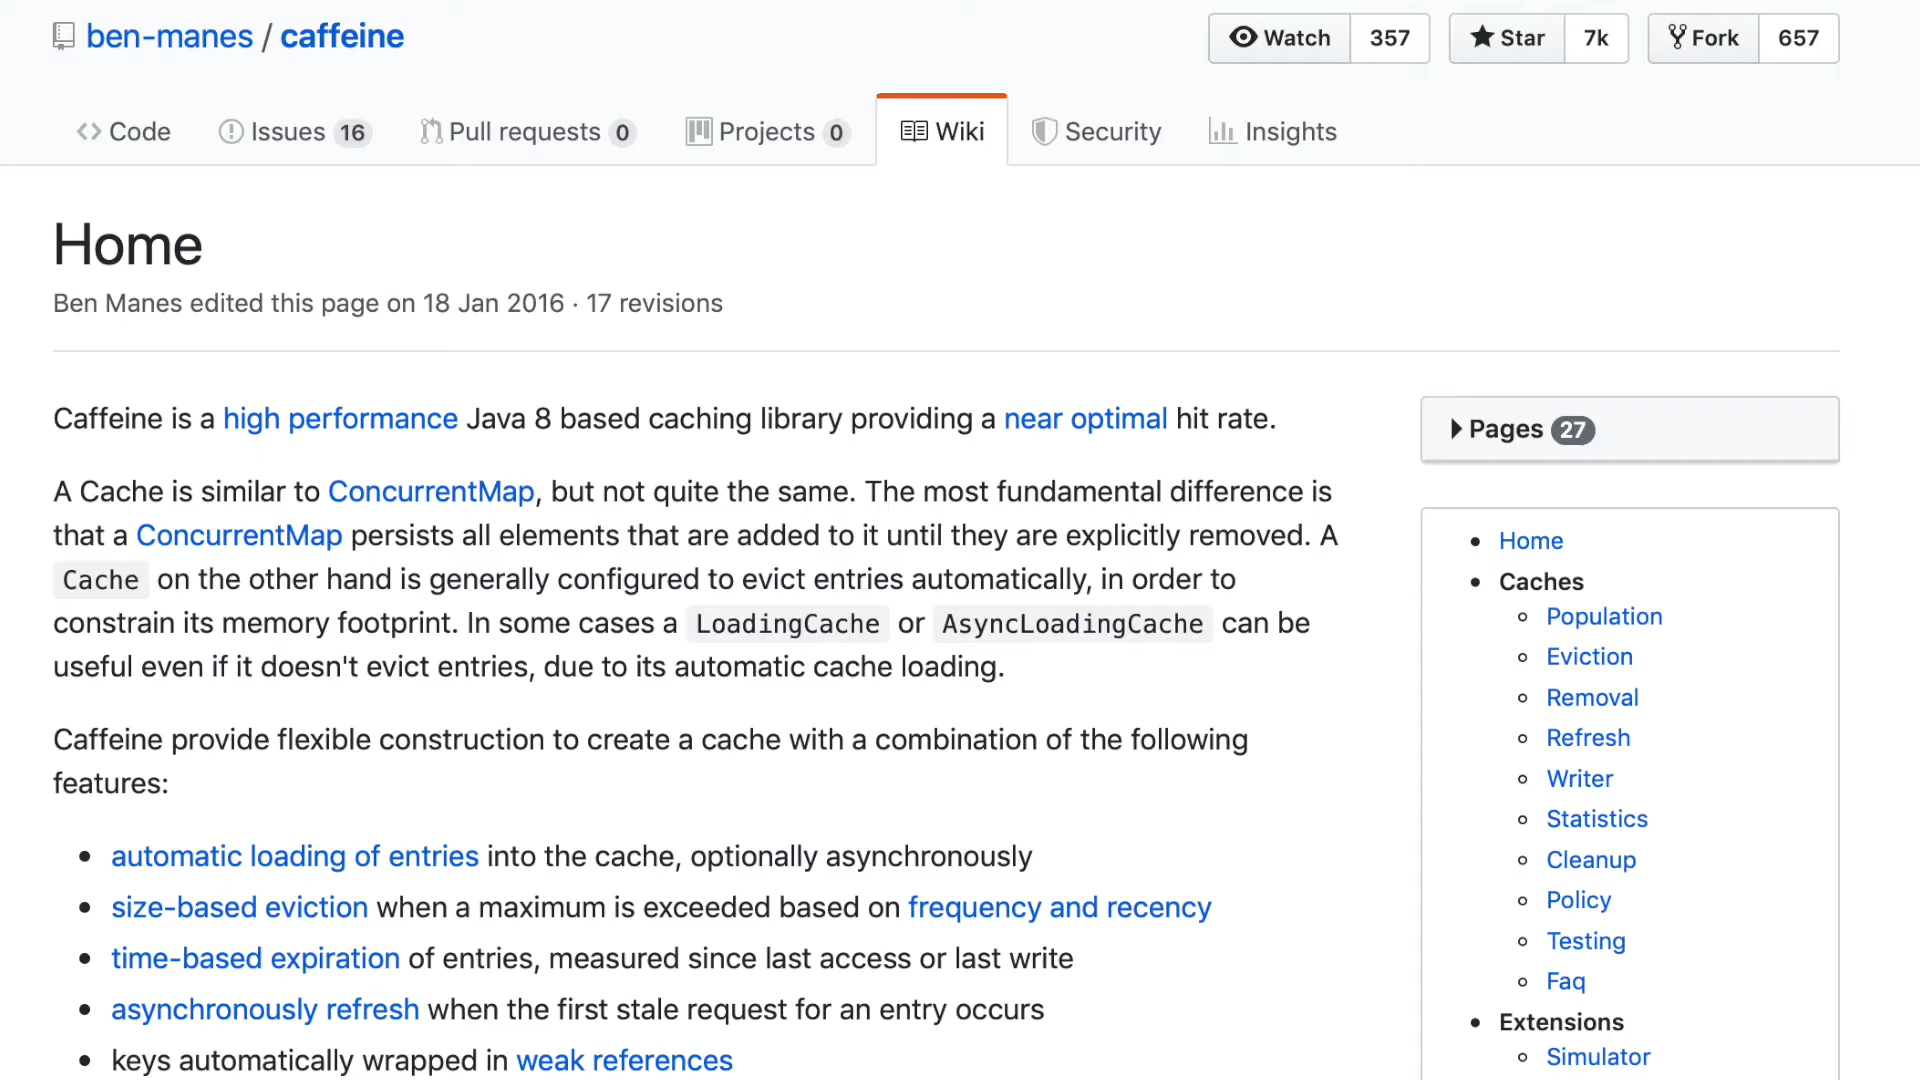 ben-manes / caffeine
Watch 357
Star 7k
Fork 657
Code
Issues 16
Pull requests 0
Projects 0
Wiki
Security
Insights
Home
Ben Manes edited this page on 18 Jan 2016 · 17 revisions
Caffeine is a high performance Java 8 based caching library providing a near optimal hit rate.
A Cache is similar to ConcurrentMap, but not quite the same. The most fundamental difference is
that a ConcurrentMap persists all elements that are added to it until they are explicitly removed. A
Cache on the other hand is generally configured to evict entries automatically, in order to
constrain its memory footprint. In some cases a LoadingCache or AsyncLoadingCache can be
useful even if it doesn't evict entries, due to its automatic cache loading.
Caffeine provide flexible construction to create a cache with a combination of the following
features:
automatic loading of entries into the cache, optionally asynchronously
size-based eviction when a maximum is exceeded based on frequency and recency
time-based expiration of entries, measured since last access or last write
asynchronously refresh when the first stale request for an entry occurs
keys automatically wrapped in weak references
Pages 27
Home
Caches
Population
Eviction
Removal
Refresh
Writer
Statistics
Cleanup
Policy
Testing
Faq
Extensions
Simulator